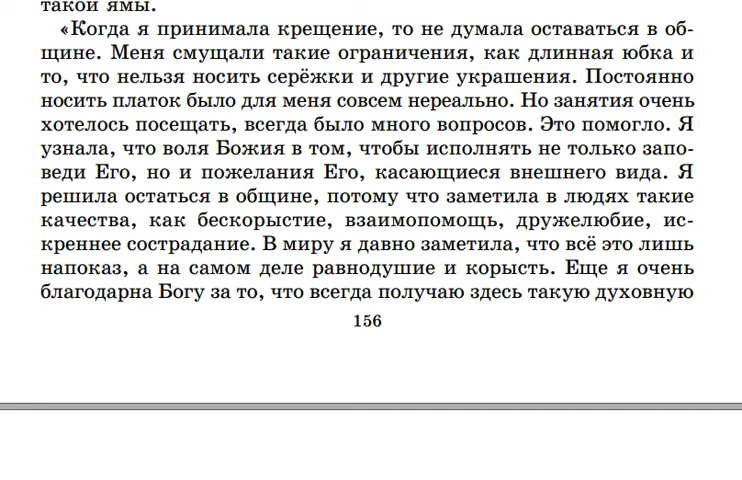 такой ямы.
«Когда я принимала крещение, то не думала оставаться в об-
щине. Меня смущали такие ограничения, как длинная юбка и
то, что нельзя носить серёжки и другие украшения. Постоянно
носить платок было для меня совсем нереально. Но занятия очень
хотелось посещать, всегда было много вопросов. Это помогло. Я
узнала, что воля Божия в том, чтобы исполнять не только запо-
веди Его, но и пожелания Его, касающиеся внешнего вида. Я
решила остаться в общине, потому что заметила в людях такие
качества, как бескорыстие, взаимопомощь, дружелюбие, ис-
креннее сострадание. В миру я давно заметила, что всё это лишь
напоказ, а на самом деле равнодушие и корысть. Еще я очень
благодарна Богу за то, что всегда получаю здесь такую духовную
156